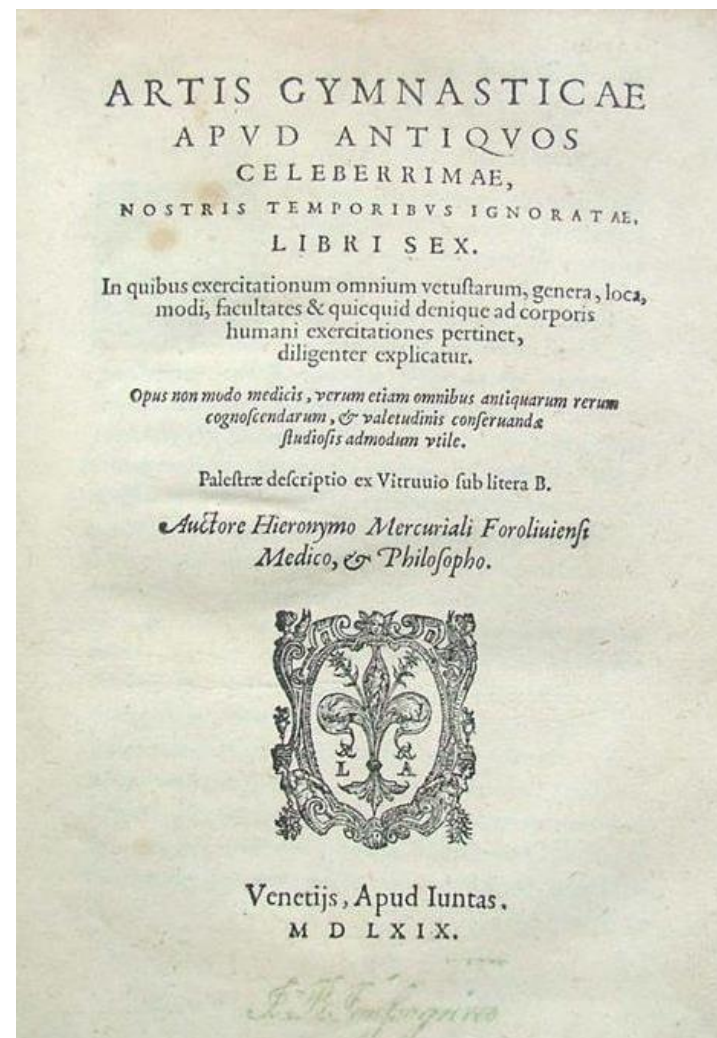 ARTIS GYMNASTICAE
APVD ANTIQVOS
CELEBERRIMAE,
NOSTRIS TEMPORIBVS IGNORATAE,
LIBRI SEX.
In quibus exercitationum omnium vetuſtarum, genera, loca,
modi, facultates & quicquid denique ad corporis
humani exercitationes pertinet,
diligenter explicatur.
Opus non modo medicis, verum etiam omnibus antiquarum rerum
cognoſcendarum, & valetudinis conſeruandæ
ſtudioſis admodum vtile.
Paleſtræ deſcriptio ex Vitruuio ſub litera B.
Auctore Hieronymo Mercuriali Foroliuienſi
Medico, & Philoſopho.
L A
Venetijs, Apud Iuntas.
M D LXIX.